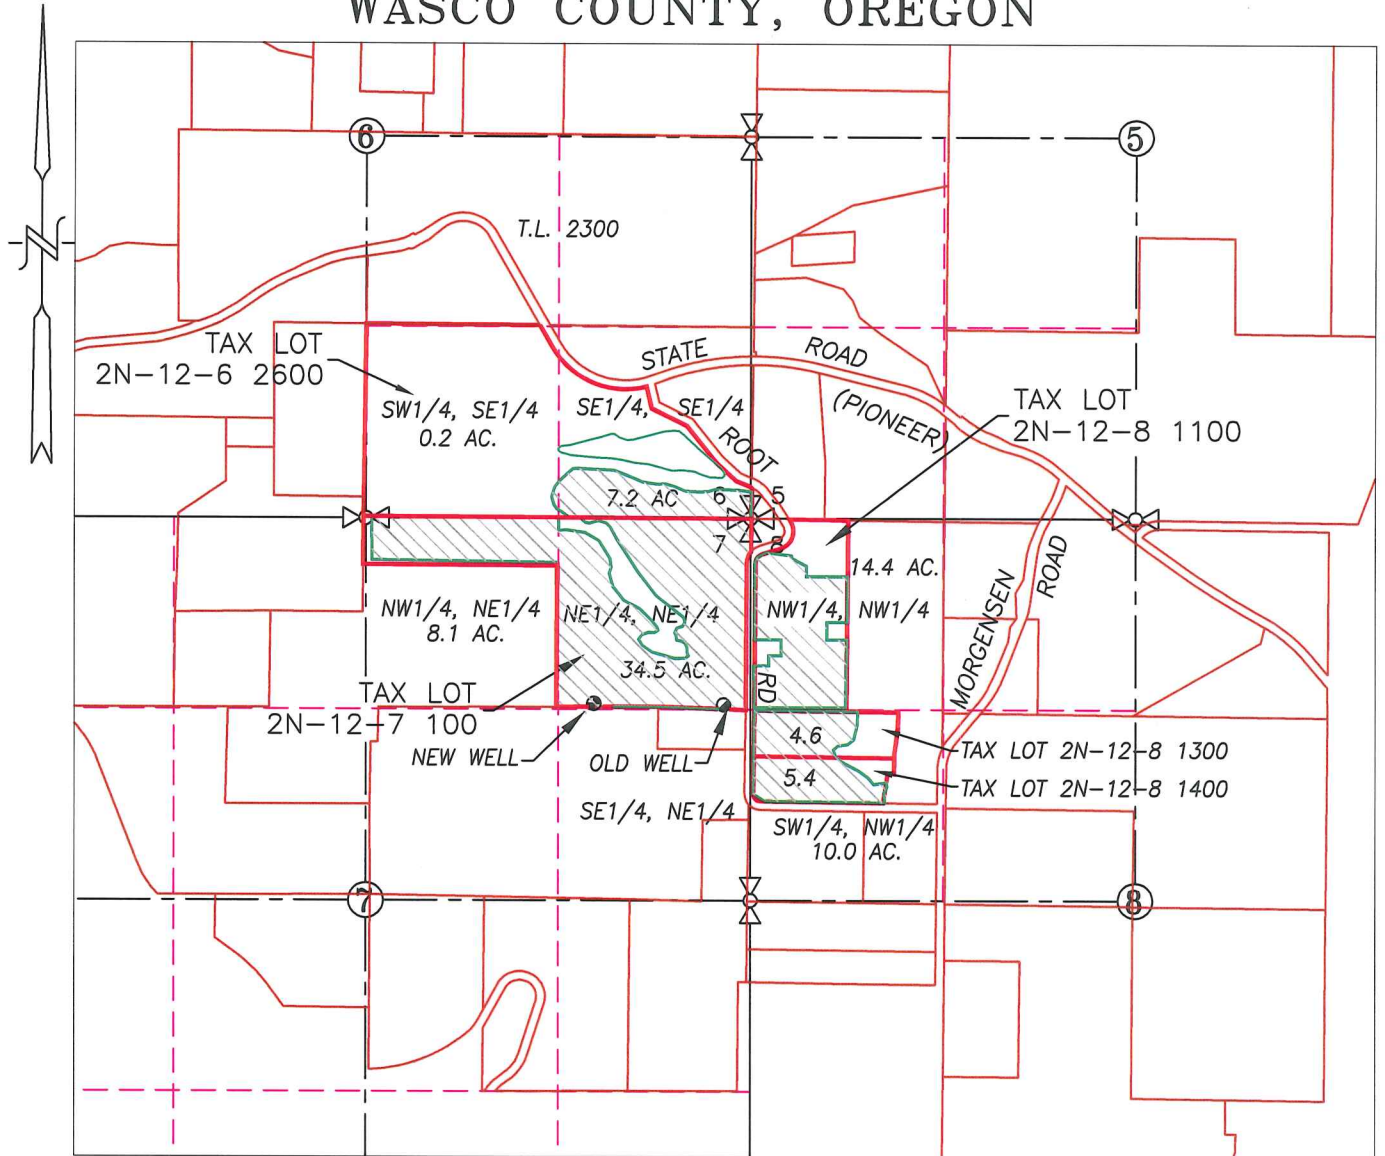 WASCO COUNTY, OREGON
6
5
N
T.L. 2300
TAX LOT
2N-12-6 2600
STATE ROAD
(PIONEER)
SW1/4, SE1/4
0.2 AC.
SE1/4, SE1/4
ROOT
TAX LOT
2N-12-8 1100
7.2 AC
6 5
7 8
14.4 AC.
NW1/4, NE1/4
8.1 AC.
NE1/4, NE1/4
34.5 AC.
NW1/4, NW1/4
MORGENSEN
ROAD
RD
TAX LOT
2N-12-7 100
NEW WELL
OLD WELL
4.6
TAX LOT 2N-12-8 1300
5.4
TAX LOT 2N-12-8 1400
SE1/4, NE1/4
SW1/4, NW1/4
10.0 AC.
7
8